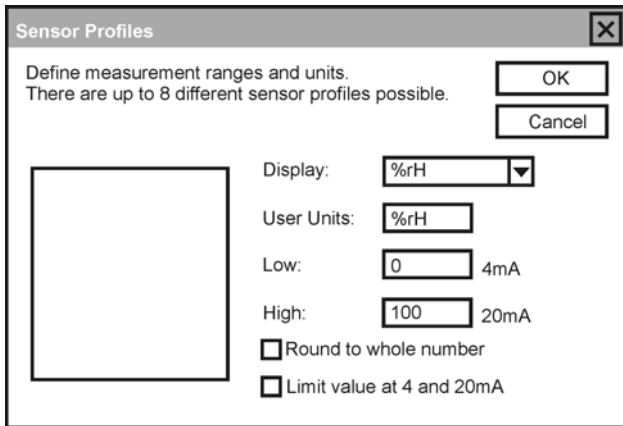 Sensor Profiles
Define measurement ranges and units.
There are up to 8 different sensor profiles possible.
OK
Cancel
Display: %rH
User Units: %rH
Low: 0 4mA
High: 100 20mA
Round to whole number
Limit value at 4 and 20mA